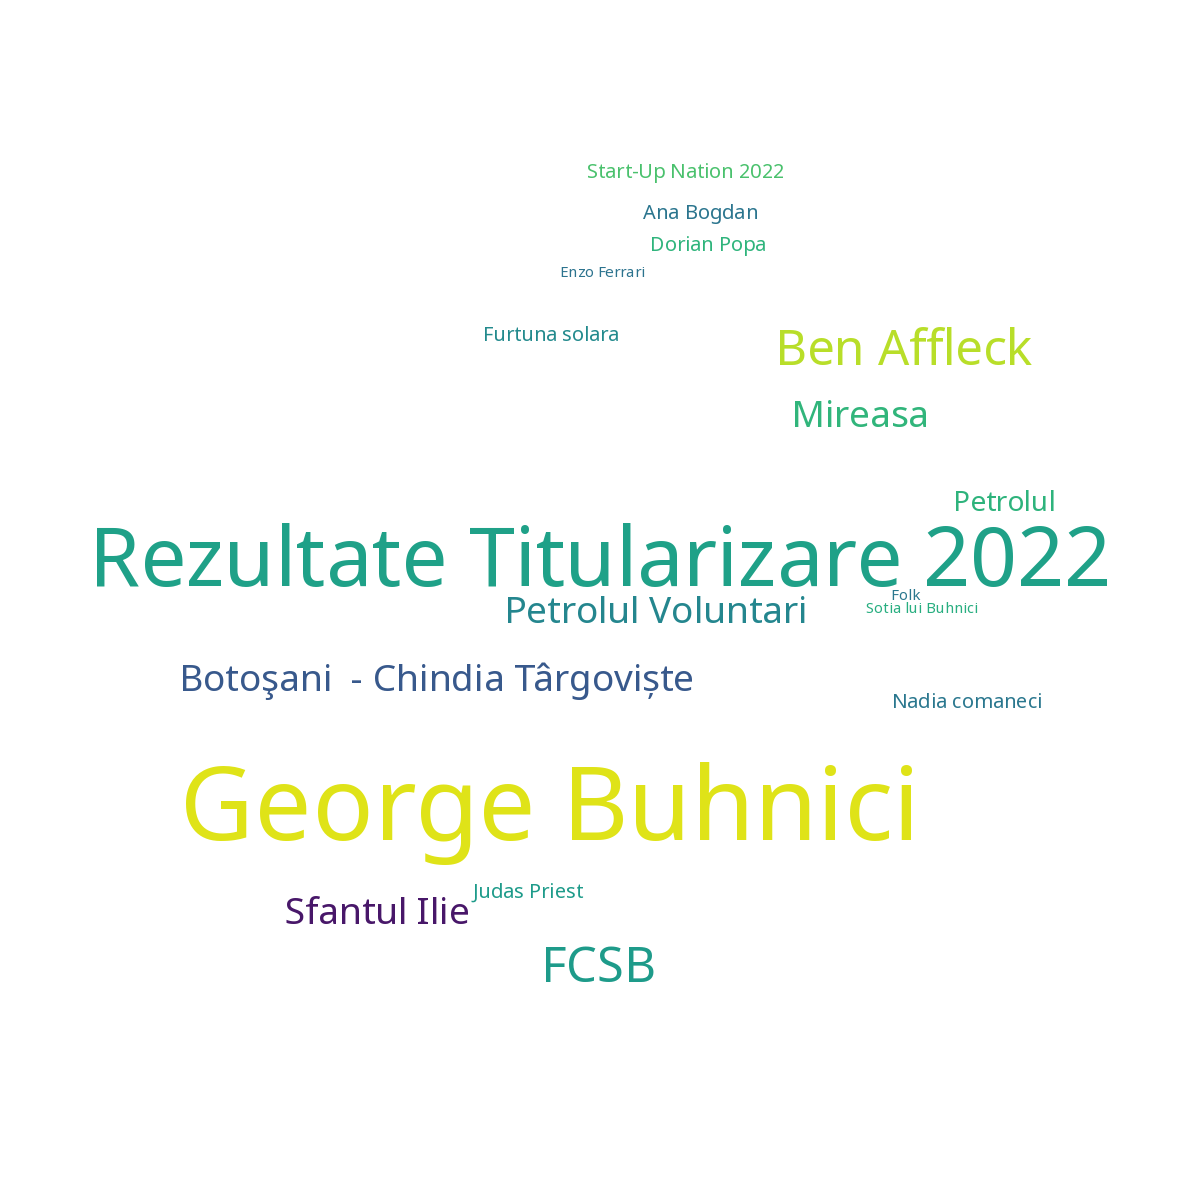 Start-Up Nation 2022
Ana Bogdan
Dorian Popa
Enzo Ferrari
Furtuna solara
Ben Affleck
Mireasa
Petrolul
Rezultate Titularizare 2022
Folk
Petrolul Voluntari
Sotia lui Buhnici
Botoşani - Chindia Târgoviște
Nadia comaneci
George Buhnici
Judas Priest
Sfantul Ilie
FCSB